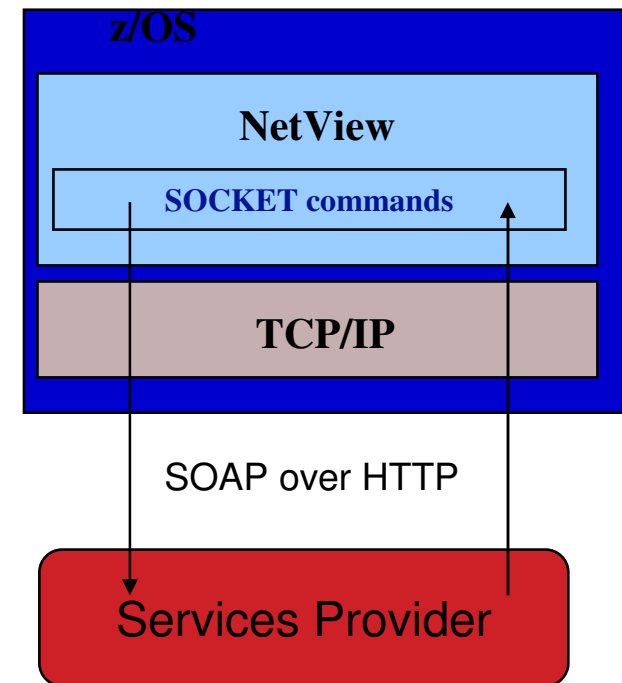 z/OS
NetView
SOCKET commands
TCP/IP
SOAP over HTTP
Services Provider